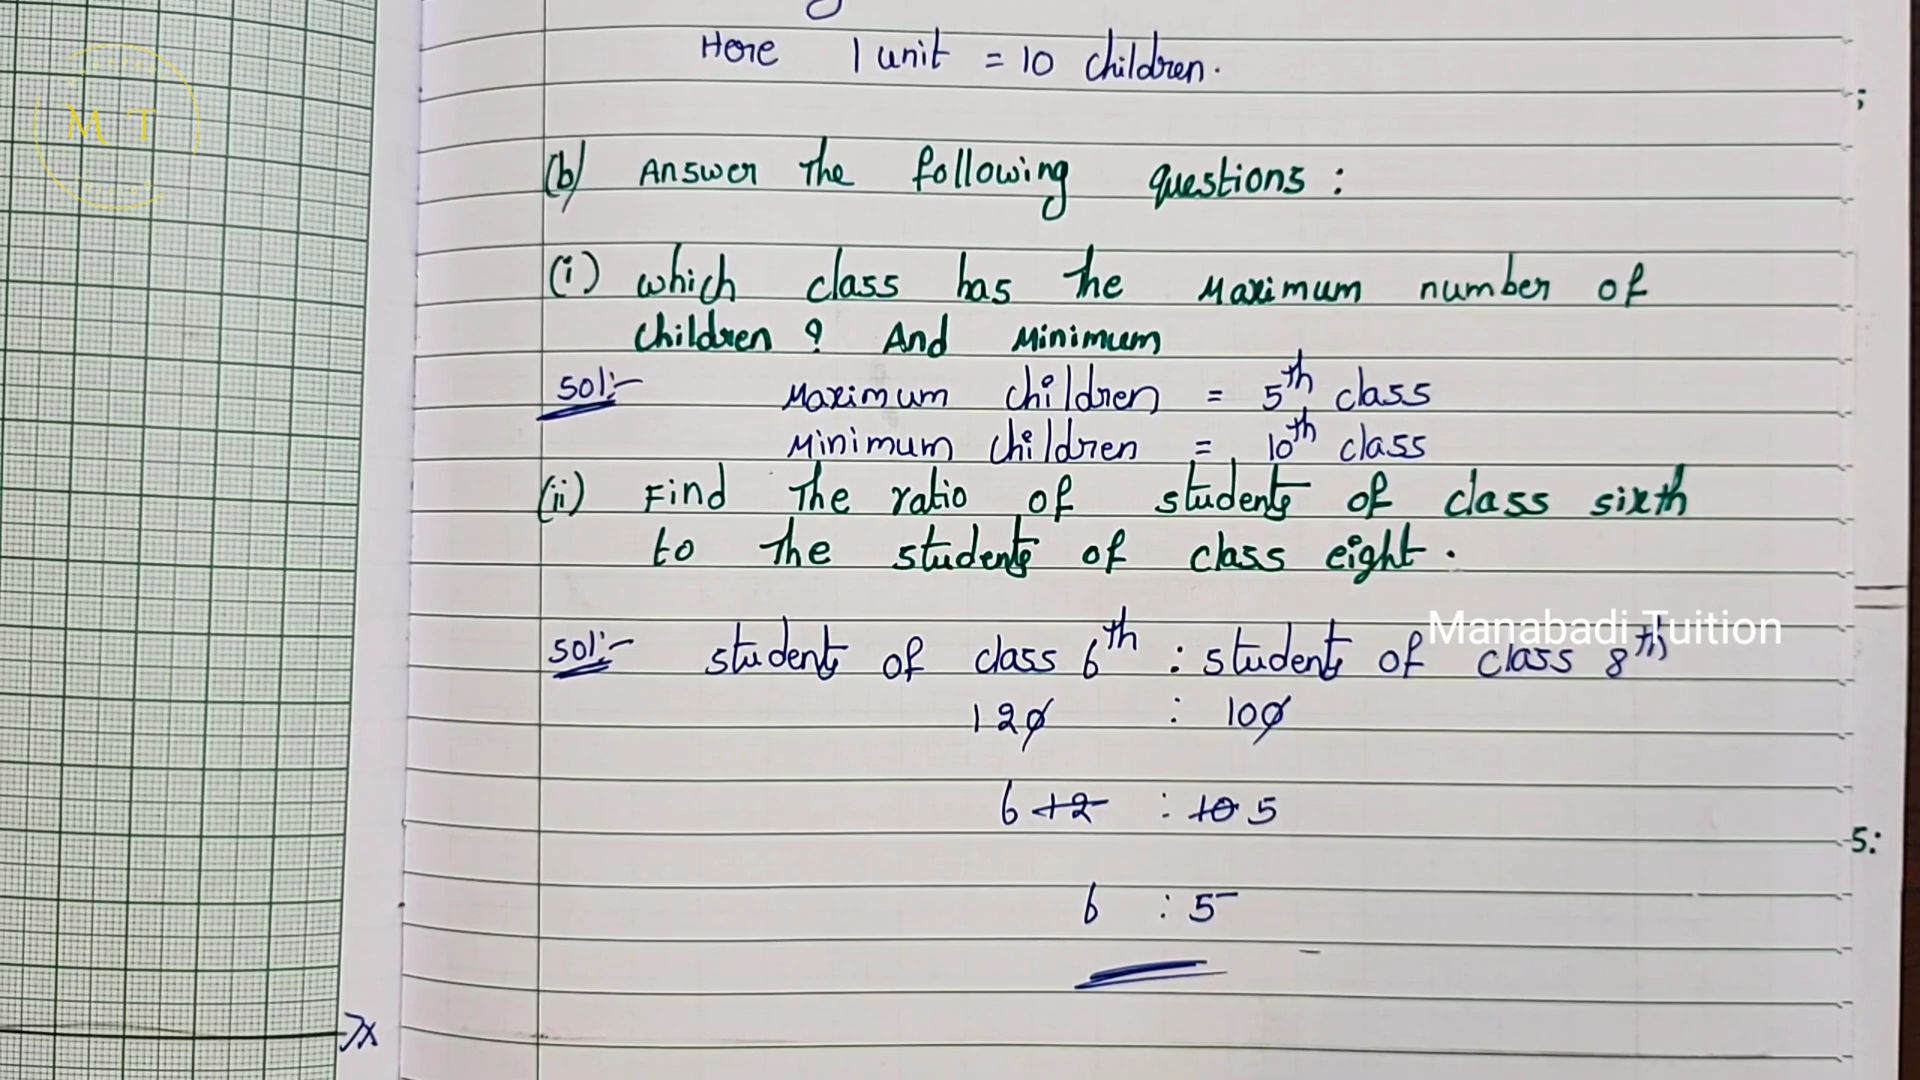 Here 1 unit = 10 children.
;
(b) Answer the following questions :
(i) which class has the Maximum number of
children ? And Minimum
Sol:- Maximum children = 5th class
Minimum children = 10th class
(ii) Find the ratio of students of class sixth
to the students of class eight.
Manabadi Tuition
Sol:- students of class 6th : students of class 8th
120 : 100
6 12 : 10 5
5:
6 : 5
X
M T